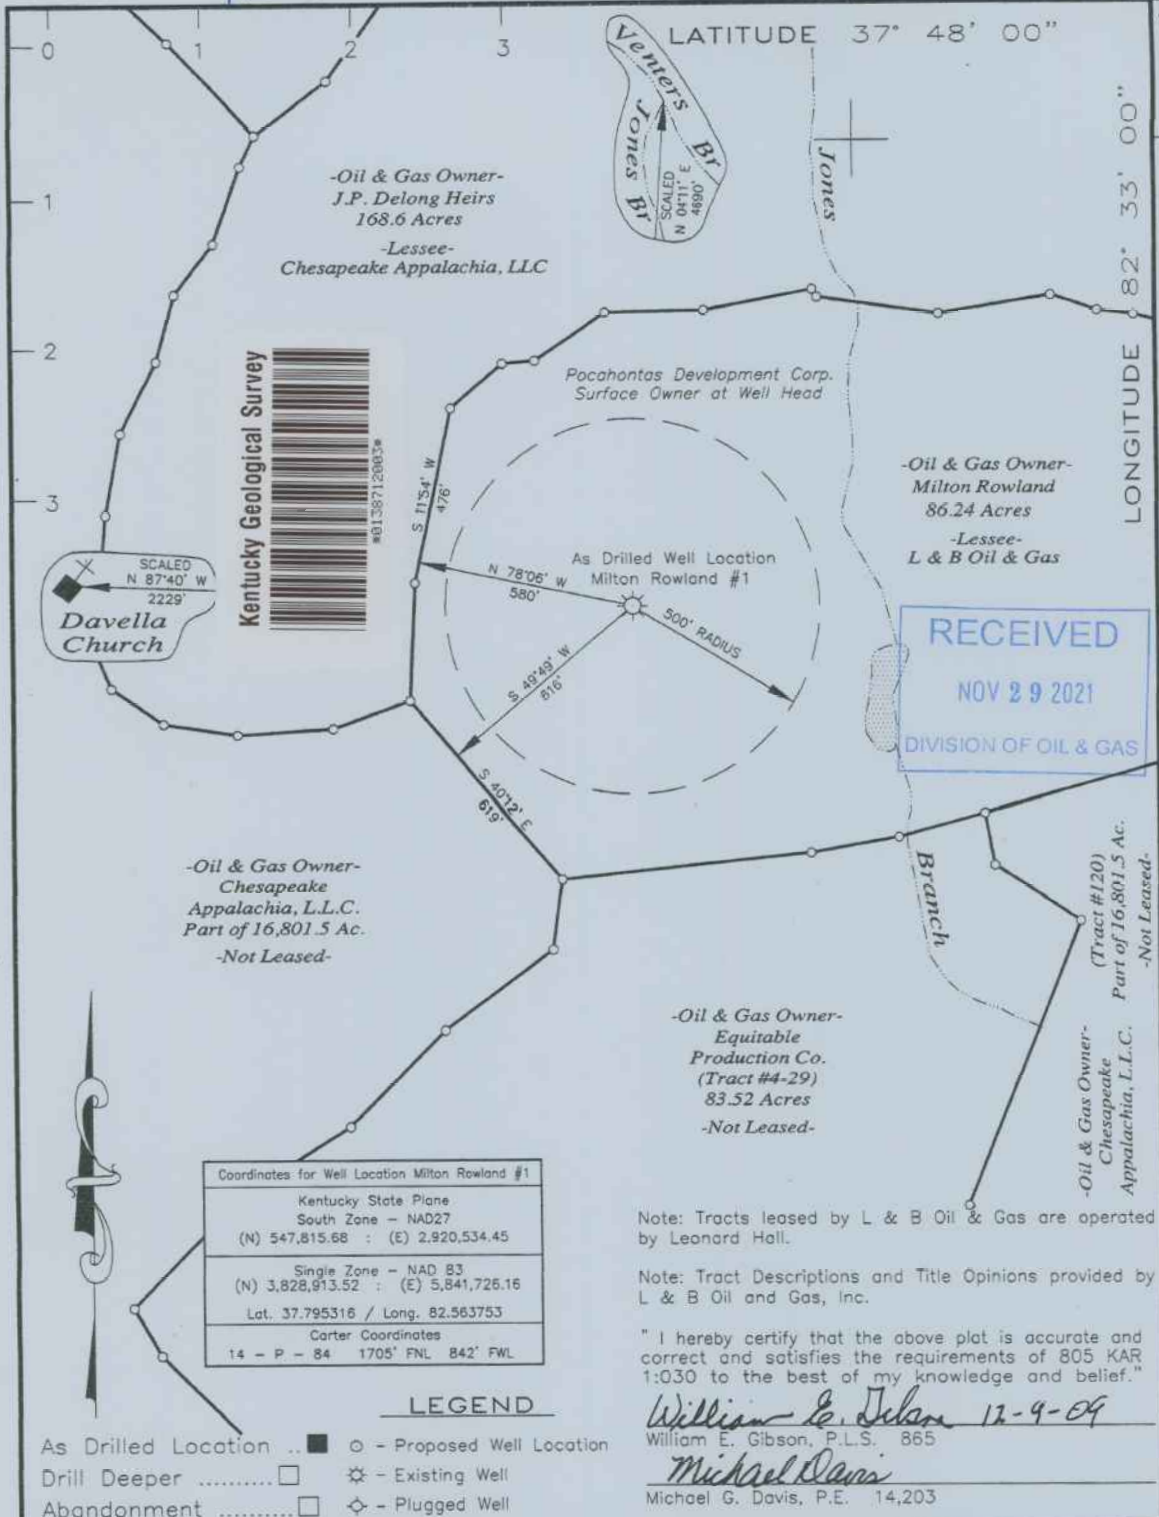 0 1 2 3
LATITUDE 37° 48' 00"
LONGITUDE 82° 33' 00"
1
2
3
Venters Br
Jones Br
SCALED
N 04°11' E
4690'
Jones
-Oil & Gas Owner-
J.P. Delong Heirs
168.6 Acres
-Lessee-
Chesapeake Appalachia, LLC
Kentucky Geological Survey
*0138712003*
Pocahontas Development Corp.
Surface Owner at Well Head
-Oil & Gas Owner-
Milton Rowland
86.24 Acres
-Lessee-
L & B Oil & Gas
S 11°54' W
476'
As Drilled Well Location
Milton Rowland #1
N 78°06' W
580'
500' RADIUS
S 49°49' W
616'
SCALED
N 87°40' W
2229'
Davella
Church
RECEIVED
NOV 29 2021
DIVISION OF OIL & GAS
S 40°12' E
619'
Branch
-Oil & Gas Owner-
Chesapeake
Appalachia, L.L.C.
Part of 16,801.5 Ac.
-Not Leased-
-Oil & Gas Owner-
Equitable
Production Co.
(Tract #4-29)
83.52 Acres
-Not Leased-
-Oil & Gas Owner-
Chesapeake
Appalachia, L.L.C.
(Tract #120)
Part of 16,801.5 Ac.
-Not Leased-
Coordinates for Well Location Milton Rowland #1
Kentucky State Plane
South Zone - NAD27
(N) 547,815.68 : (E) 2,920,534.45
Single Zone - NAD 83
(N) 3,828,913.52 : (E) 5,841,726.16
Lat. 37.795316 / Long. 82.563753
Carter Coordinates
14 - P - 84 1705' FNL 842' FWL
Note: Tracts leased by L & B Oil & Gas are operated
by Leonard Hall.
Note: Tract Descriptions and Title Opinions provided by
L & B Oil and Gas, Inc.
" I hereby certify that the above plat is accurate and
correct and satisfies the requirements of 805 KAR
1:030 to the best of my knowledge and belief."
William E. Gibson 12-9-09
William E. Gibson, P.L.S. 865
Michael Davis
Michael G. Davis, P.E. 14,203
LEGEND
As Drilled Location .. ■ ○ - Proposed Well Location
Drill Deeper .......... □ ☼ - Existing Well
Abandonment .......... □ -◇- - Plugged Well